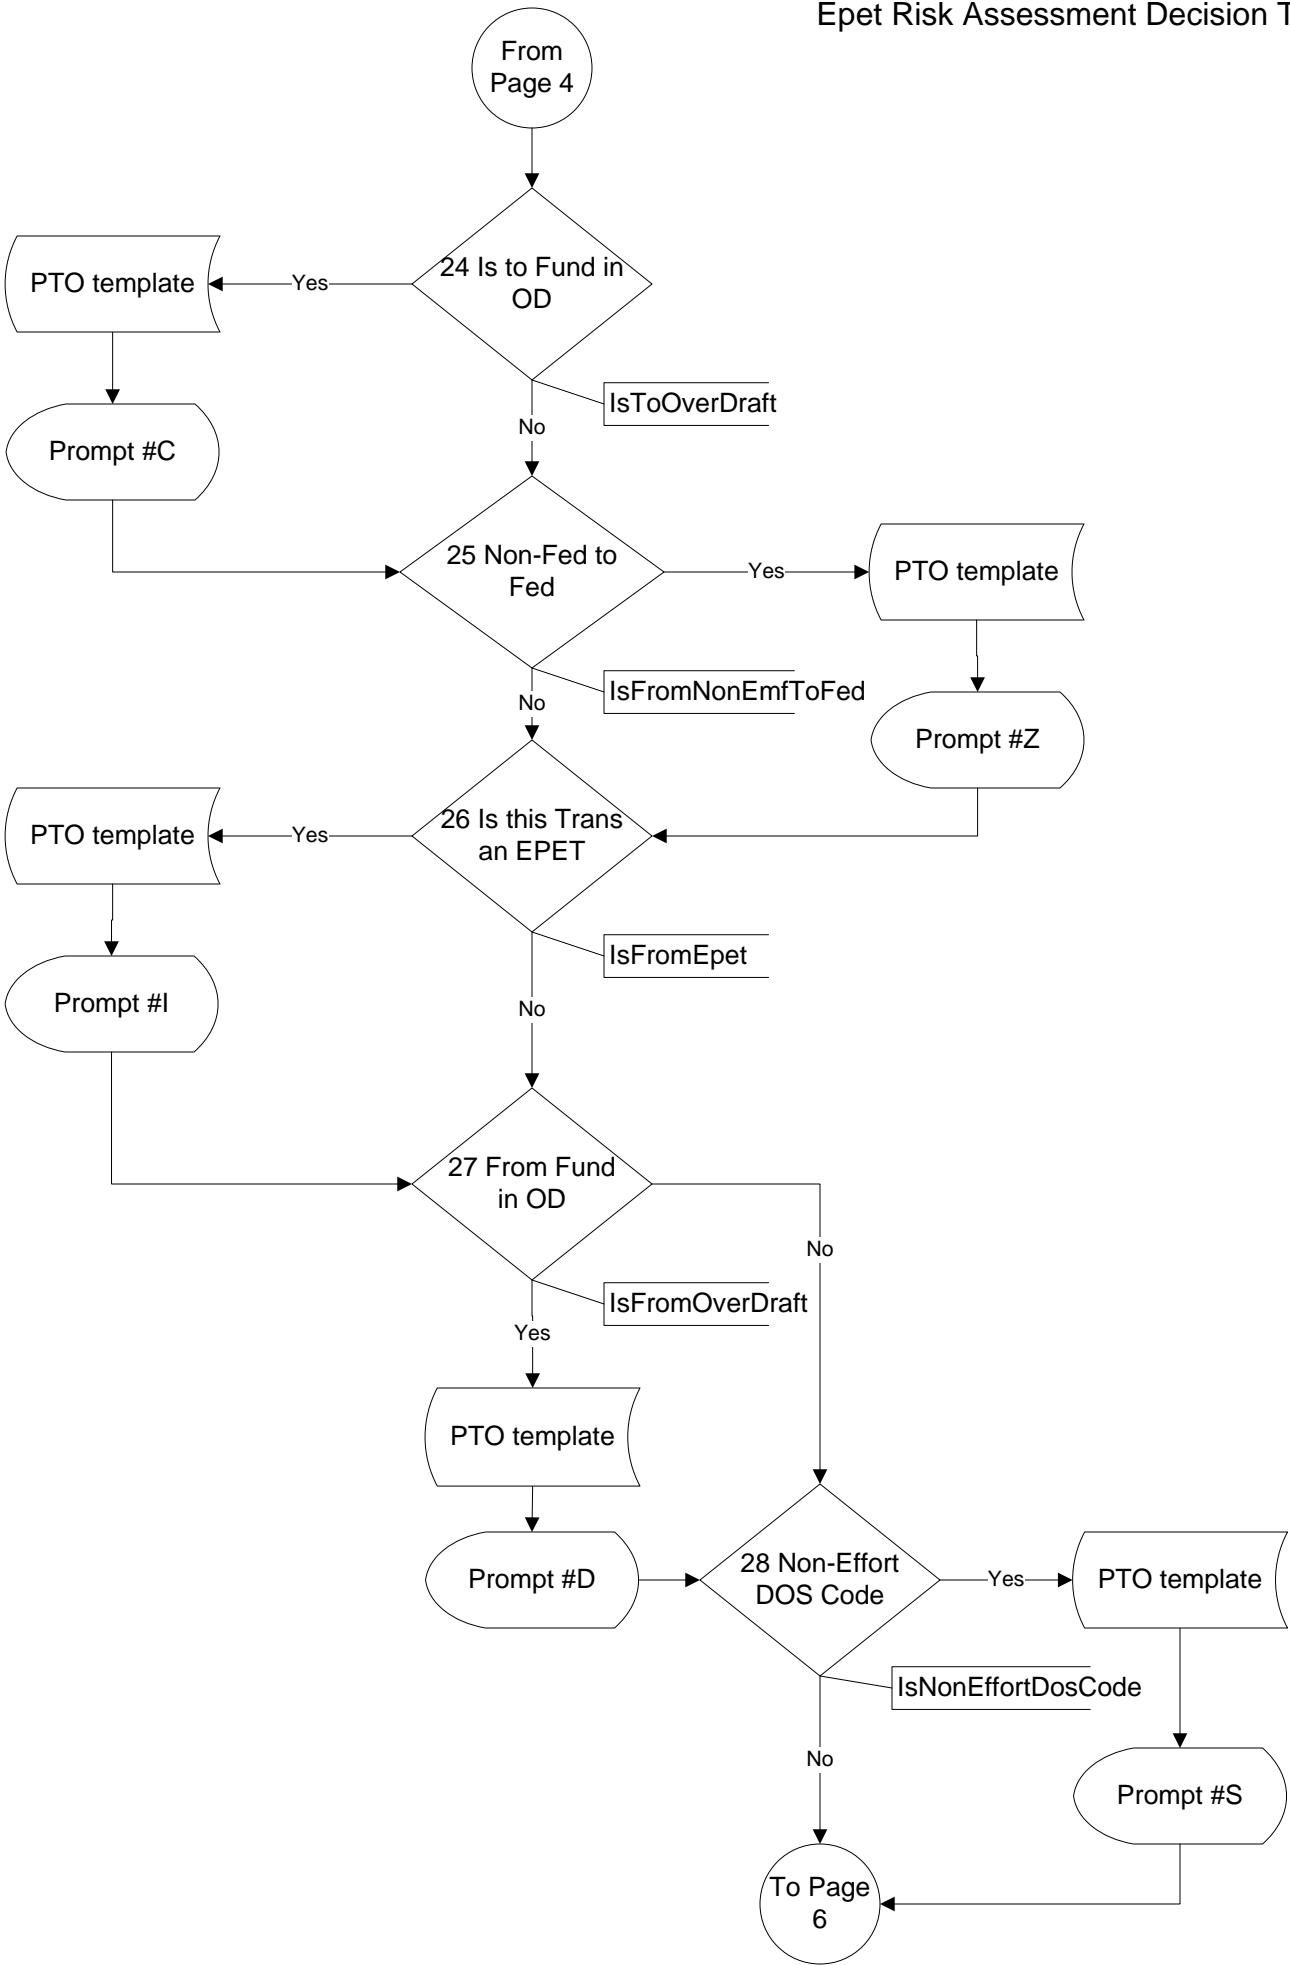 Epet Risk Assessment Decision T
From
Page 4
24 Is to Fund in
OD
PTO template
Yes
IsToOverDraft
No
Prompt #C
25 Non-Fed to
Fed
Yes
PTO template
IsFromNonEmfToFed
No
Prompt #Z
26 Is this Trans
an EPET
Yes
PTO template
IsFromEpet
No
Prompt #I
27 From Fund
in OD
No
IsFromOverDraft
Yes
PTO template
Prompt #D
28 Non-Effort
DOS Code
Yes
PTO template
IsNonEffortDosCode
No
Prompt #S
To Page
6